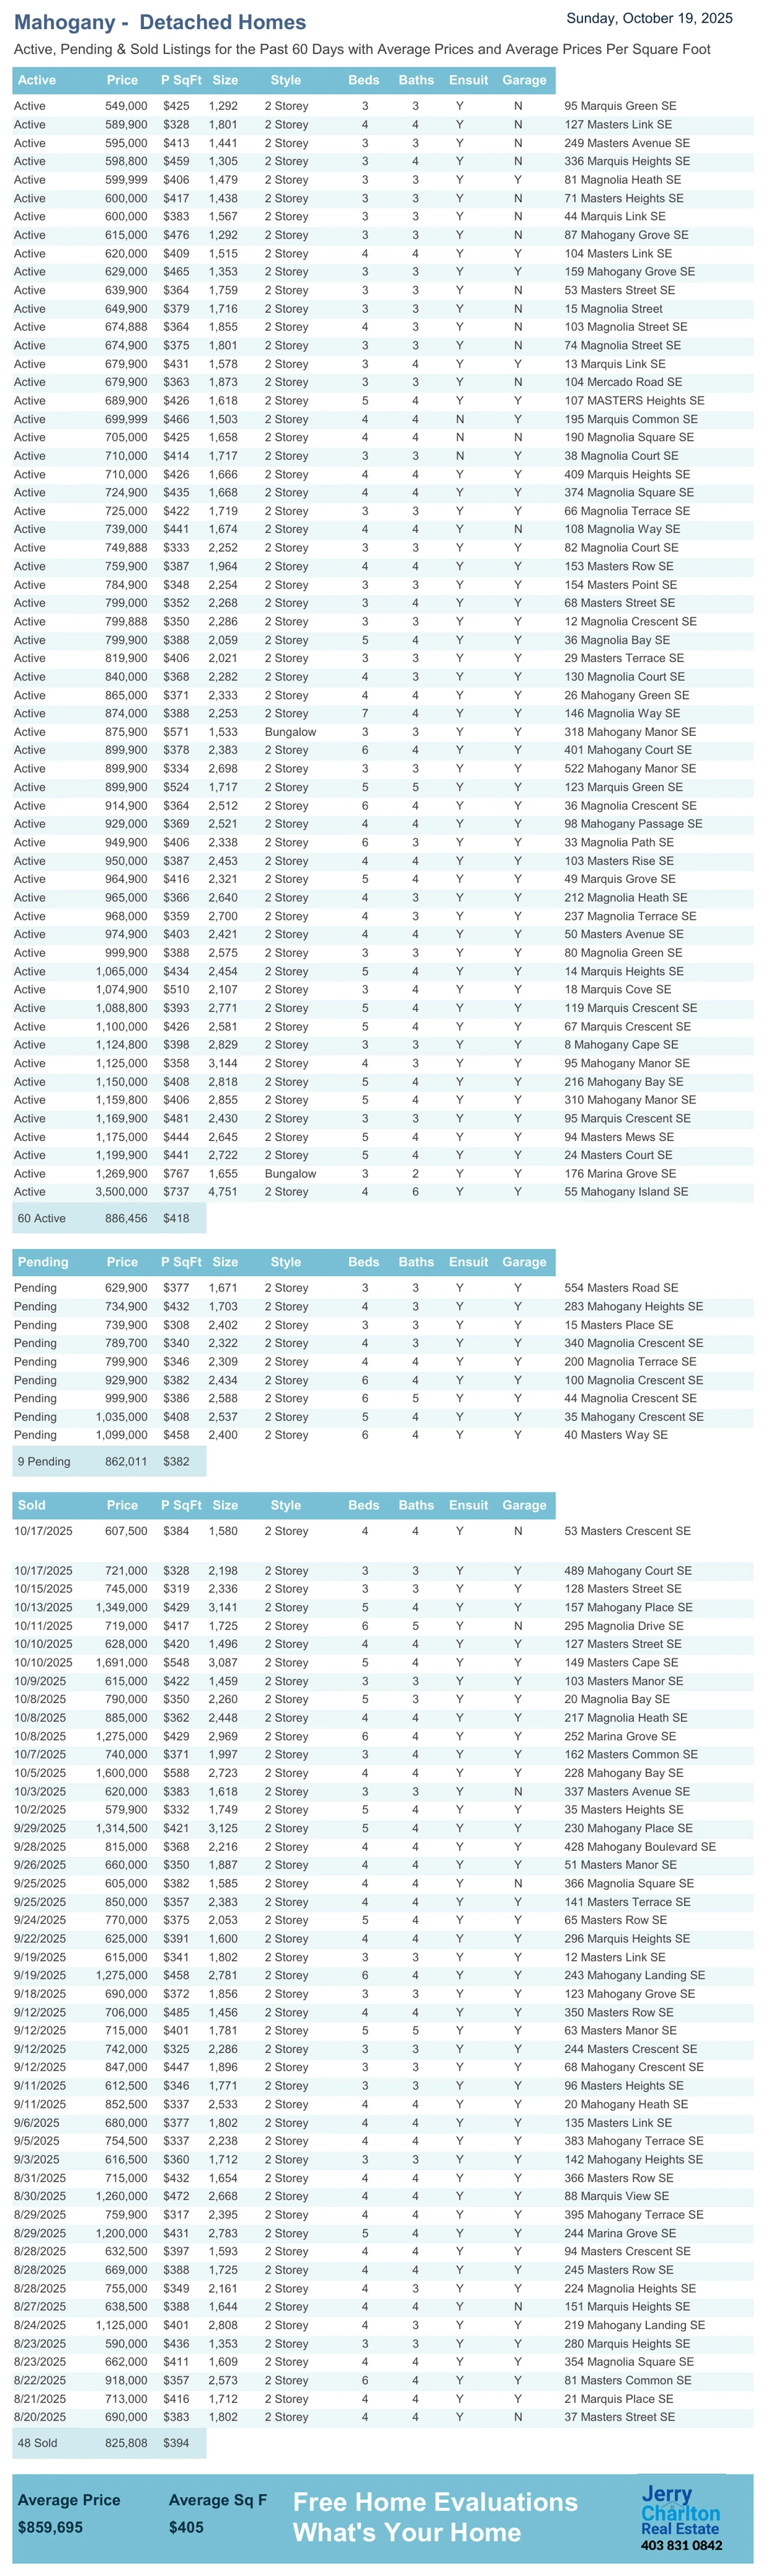 Mahogany -  Detached Homes
Sunday, October 19, 2025
Active, Pending & Sold Listings for the Past 60 Days with Average Prices and Average Prices Per Square Foot
Active Price P SqFt Size Style Beds Baths Ensuit Garage
Active 549,000 $425 1,292 2 Storey 3 3 Y N 95 Marquis Green SE
Active 589,900 $328 1,801 2 Storey 4 4 Y N 127 Masters Link SE
Active 595,000 $413 1,441 2 Storey 3 3 Y N 249 Masters Avenue SE
Active 598,800 $459 1,305 2 Storey 3 4 Y N 336 Marquis Heights SE
Active 599,999 $406 1,479 2 Storey 3 3 Y Y 81 Magnolia Heath SE
Active 600,000 $417 1,438 2 Storey 3 3 Y N 71 Masters Heights SE
Active 600,000 $383 1,567 2 Storey 3 3 Y N 44 Marquis Link SE
Active 615,000 $476 1,292 2 Storey 3 3 Y N 87 Mahogany Grove SE
Active 620,000 $409 1,515 2 Storey 4 4 Y Y 104 Masters Link SE
Active 629,000 $465 1,353 2 Storey 3 3 Y Y 159 Mahogany Grove SE
Active 639,900 $364 1,759 2 Storey 3 3 Y N 53 Masters Street SE
Active 649,900 $379 1,716 2 Storey 3 3 Y N 15 Magnolia Street
Active 674,888 $364 1,855 2 Storey 4 3 Y N 103 Magnolia Street SE
Active 674,900 $375 1,801 2 Storey 3 3 Y N 74 Magnolia Street SE
Active 679,900 $431 1,578 2 Storey 3 4 Y Y 13 Marquis Link SE
Active 679,900 $363 1,873 2 Storey 3 3 Y N 104 Mercado Road SE
Active 689,900 $426 1,618 2 Storey 5 4 Y Y 107 MASTERS Heights SE
Active 699,999 $466 1,503 2 Storey 4 4 N Y 195 Marquis Common SE
Active 705,000 $425 1,658 2 Storey 4 4 N N 190 Magnolia Square SE
Active 710,000 $414 1,717 2 Storey 3 3 N Y 38 Magnolia Court SE
Active 710,000 $426 1,666 2 Storey 4 4 Y Y 409 Marquis Heights SE
Active 724,900 $435 1,668 2 Storey 4 4 Y Y 374 Magnolia Square SE
Active 725,000 $422 1,719 2 Storey 3 3 Y Y 66 Magnolia Terrace SE
Active 739,000 $441 1,674 2 Storey 4 4 Y N 108 Magnolia Way SE
Active 749,888 $333 2,252 2 Storey 3 3 Y Y 82 Magnolia Court SE
Active 759,900 $387 1,964 2 Storey 4 4 Y Y 153 Masters Row SE
Active 784,900 $348 2,254 2 Storey 3 3 Y Y 154 Masters Point SE
Active 799,000 $352 2,268 2 Storey 3 4 Y Y 68 Masters Street SE
Active 799,888 $350 2,286 2 Storey 3 3 Y Y 12 Magnolia Crescent SE
Active 799,900 $388 2,059 2 Storey 5 4 Y Y 36 Magnolia Bay SE
Active 819,900 $406 2,021 2 Storey 3 3 Y Y 29 Masters Terrace SE
Active 840,000 $368 2,282 2 Storey 4 3 Y Y 130 Magnolia Court SE
Active 865,000 $371 2,333 2 Storey 4 4 Y Y 26 Mahogany Green SE
Active 874,000 $388 2,253 2 Storey 7 4 Y Y 146 Magnolia Way SE
Active 875,900 $571 1,533 Bungalow 3 3 Y Y 318 Mahogany Manor SE
Active 899,900 $378 2,383 2 Storey 6 4 Y Y 401 Mahogany Court SE
Active 899,900 $334 2,698 2 Storey 3 3 Y Y 522 Mahogany Manor SE
Active 899,900 $524 1,717 2 Storey 5 5 Y Y 123 Marquis Green SE
Active 914,900 $364 2,512 2 Storey 6 4 Y Y 36 Magnolia Crescent SE
Active 929,000 $369 2,521 2 Storey 4 4 Y Y 98 Mahogany Passage SE
Active 949,900 $406 2,338 2 Storey 6 3 Y Y 33 Magnolia Path SE
Active 950,000 $387 2,453 2 Storey 4 4 Y Y 103 Masters Rise SE
Active 964,900 $416 2,321 2 Storey 5 4 Y Y 49 Marquis Grove SE
Active 965,000 $366 2,640 2 Storey 4 3 Y Y 212 Magnolia Heath SE
Active 968,000 $359 2,700 2 Storey 4 3 Y Y 237 Magnolia Terrace SE
Active 974,900 $403 2,421 2 Storey 4 4 Y Y 50 Masters Avenue SE
Active 999,900 $388 2,575 2 Storey 3 3 Y Y 80 Magnolia Green SE
Active 1,065,000 $434 2,454 2 Storey 5 4 Y Y 14 Marquis Heights SE
Active 1,074,900 $510 2,107 2 Storey 3 4 Y Y 18 Marquis Cove SE
Active 1,088,800 $393 2,771 2 Storey 5 4 Y Y 119 Marquis Crescent SE
Active 1,100,000 $426 2,581 2 Storey 5 4 Y Y 67 Marquis Crescent SE
Active 1,124,800 $398 2,829 2 Storey 3 3 Y Y 8 Mahogany Cape SE
Active 1,125,000 $358 3,144 2 Storey 4 3 Y Y 95 Mahogany Manor SE
Active 1,150,000 $408 2,818 2 Storey 5 4 Y Y 216 Mahogany Bay SE
Active 1,159,800 $406 2,855 2 Storey 5 4 Y Y 310 Mahogany Manor SE
Active 1,169,900 $481 2,430 2 Storey 3 3 Y Y 95 Marquis Crescent SE
Active 1,175,000 $444 2,645 2 Storey 5 4 Y Y 94 Masters Mews SE
Active 1,199,900 $441 2,722 2 Storey 5 4 Y Y 24 Masters Court SE
Active 1,269,900 $767 1,655 Bungalow 3 2 Y Y 176 Marina Grove SE
Active 3,500,000 $737 4,751 2 Storey 4 6 Y Y 55 Mahogany Island SE
60 Active 886,456 $418
Pending Price P SqFt Size Style Beds Baths Ensuit Garage
Pending 629,900 $377 1,671 2 Storey 3 3 Y Y 554 Masters Road SE
Pending 734,900 $432 1,703 2 Storey 4 3 Y Y 283 Mahogany Heights SE
Pending 739,900 $308 2,402 2 Storey 3 3 Y Y 15 Masters Place SE
Pending 789,700 $340 2,322 2 Storey 4 3 Y Y 340 Magnolia Crescent SE
Pending 799,900 $346 2,309 2 Storey 4 4 Y Y 200 Magnolia Terrace SE
Pending 929,900 $382 2,434 2 Storey 6 4 Y Y 100 Magnolia Crescent SE
Pending 999,900 $386 2,588 2 Storey 6 5 Y Y 44 Magnolia Crescent SE
Pending 1,035,000 $408 2,537 2 Storey 5 4 Y Y 35 Mahogany Crescent SE
Pending 1,099,000 $458 2,400 2 Storey 6 4 Y Y 40 Masters Way SE
9 Pending 862,011 $382
Sold Price P SqFt Size Style Beds Baths Ensuit Garage
10/17/2025 607,500 $384 1,580 2 Storey 4 4 Y N 53 Masters Crescent SE
10/17/2025 721,000 $328 2,198 2 Storey 3 3 Y Y 489 Mahogany Court SE
10/15/2025 745,000 $319 2,336 2 Storey 3 3 Y Y 128 Masters Street SE
10/13/2025 1,349,000 $429 3,141 2 Storey 5 4 Y Y 157 Mahogany Place SE
10/11/2025 719,000 $417 1,725 2 Storey 6 5 Y N 295 Magnolia Drive SE
10/10/2025 628,000 $420 1,496 2 Storey 4 4 Y Y 127 Masters Street SE
10/10/2025 1,691,000 $548 3,087 2 Storey 5 4 Y Y 149 Masters Cape SE
10/9/2025 615,000 $422 1,459 2 Storey 3 3 Y Y 103 Masters Manor SE
10/8/2025 790,000 $350 2,260 2 Storey 5 3 Y Y 20 Magnolia Bay SE
10/8/2025 885,000 $362 2,448 2 Storey 4 4 Y Y 217 Magnolia Heath SE
10/8/2025 1,275,000 $429 2,969 2 Storey 6 4 Y Y 252 Marina Grove SE
10/7/2025 740,000 $371 1,997 2 Storey 3 4 Y Y 162 Masters Common SE
10/5/2025 1,600,000 $588 2,723 2 Storey 4 4 Y Y 228 Mahogany Bay SE
10/3/2025 620,000 $383 1,618 2 Storey 3 3 Y N 337 Masters Avenue SE
10/2/2025 579,900 $332 1,749 2 Storey 5 4 Y Y 35 Masters Heights SE
9/29/2025 1,314,500 $421 3,125 2 Storey 5 4 Y Y 230 Mahogany Place SE
9/28/2025 815,000 $368 2,216 2 Storey 4 4 Y Y 428 Mahogany Boulevard SE
9/26/2025 660,000 $350 1,887 2 Storey 4 4 Y Y 51 Masters Manor SE
9/25/2025 605,000 $382 1,585 2 Storey 4 4 Y N 366 Magnolia Square SE
9/25/2025 850,000 $357 2,383 2 Storey 4 4 Y Y 141 Masters Terrace SE
9/24/2025 770,000 $375 2,053 2 Storey 5 4 Y Y 65 Masters Row SE
9/22/2025 625,000 $391 1,600 2 Storey 4 4 Y Y 296 Marquis Heights SE
9/19/2025 615,000 $341 1,802 2 Storey 3 3 Y Y 12 Masters Link SE
9/19/2025 1,275,000 $458 2,781 2 Storey 6 4 Y Y 243 Mahogany Landing SE
9/18/2025 690,000 $372 1,856 2 Storey 3 3 Y Y 123 Mahogany Grove SE
9/12/2025 706,000 $485 1,456 2 Storey 4 4 Y Y 350 Masters Row SE
9/12/2025 715,000 $401 1,781 2 Storey 5 5 Y Y 63 Masters Manor SE
9/12/2025 742,000 $325 2,286 2 Storey 3 3 Y Y 244 Masters Crescent SE
9/12/2025 847,000 $447 1,896 2 Storey 3 3 Y Y 68 Mahogany Crescent SE
9/11/2025 612,500 $346 1,771 2 Storey 3 3 Y Y 96 Masters Heights SE
9/11/2025 852,500 $337 2,533 2 Storey 4 4 Y Y 20 Mahogany Heath SE
9/6/2025 680,000 $377 1,802 2 Storey 4 4 Y Y 135 Masters Link SE
9/5/2025 754,500 $337 2,238 2 Storey 4 4 Y Y 383 Mahogany Terrace SE
9/3/2025 616,500 $360 1,712 2 Storey 3 3 Y Y 142 Mahogany Heights SE
8/31/2025 715,000 $432 1,654 2 Storey 4 4 Y Y 366 Masters Row SE
8/30/2025 1,260,000 $472 2,668 2 Storey 4 4 Y Y 88 Marquis View SE
8/29/2025 759,900 $317 2,395 2 Storey 4 4 Y Y 395 Mahogany Terrace SE
8/29/2025 1,200,000 $431 2,783 2 Storey 5 4 Y Y 244 Marina Grove SE
8/28/2025 632,500 $397 1,593 2 Storey 4 4 Y Y 94 Masters Crescent SE
8/28/2025 669,000 $388 1,725 2 Storey 4 4 Y Y 245 Masters Row SE
8/28/2025 755,000 $349 2,161 2 Storey 4 3 Y Y 224 Magnolia Heights SE
8/27/2025 638,500 $388 1,644 2 Storey 4 4 Y N 151 Marquis Heights SE
8/24/2025 1,125,000 $401 2,808 2 Storey 4 3 Y Y 219 Mahogany Landing SE
8/23/2025 590,000 $436 1,353 2 Storey 3 3 Y Y 280 Marquis Heights SE
8/23/2025 662,000 $411 1,609 2 Storey 4 4 Y Y 354 Magnolia Square SE
8/22/2025 918,000 $357 2,573 2 Storey 6 4 Y Y 81 Masters Common SE
8/21/2025 713,000 $416 1,712 2 Storey 4 4 Y Y 21 Marquis Place SE
8/20/2025 690,000 $383 1,802 2 Storey 4 4 Y N 37 Masters Street SE
48 Sold 825,808 $394
Average Price Average Sq F
$859,695 $405
Free Home Evaluations
What's Your Home
Jerry
Charlton
Real Estate
403 831 0842